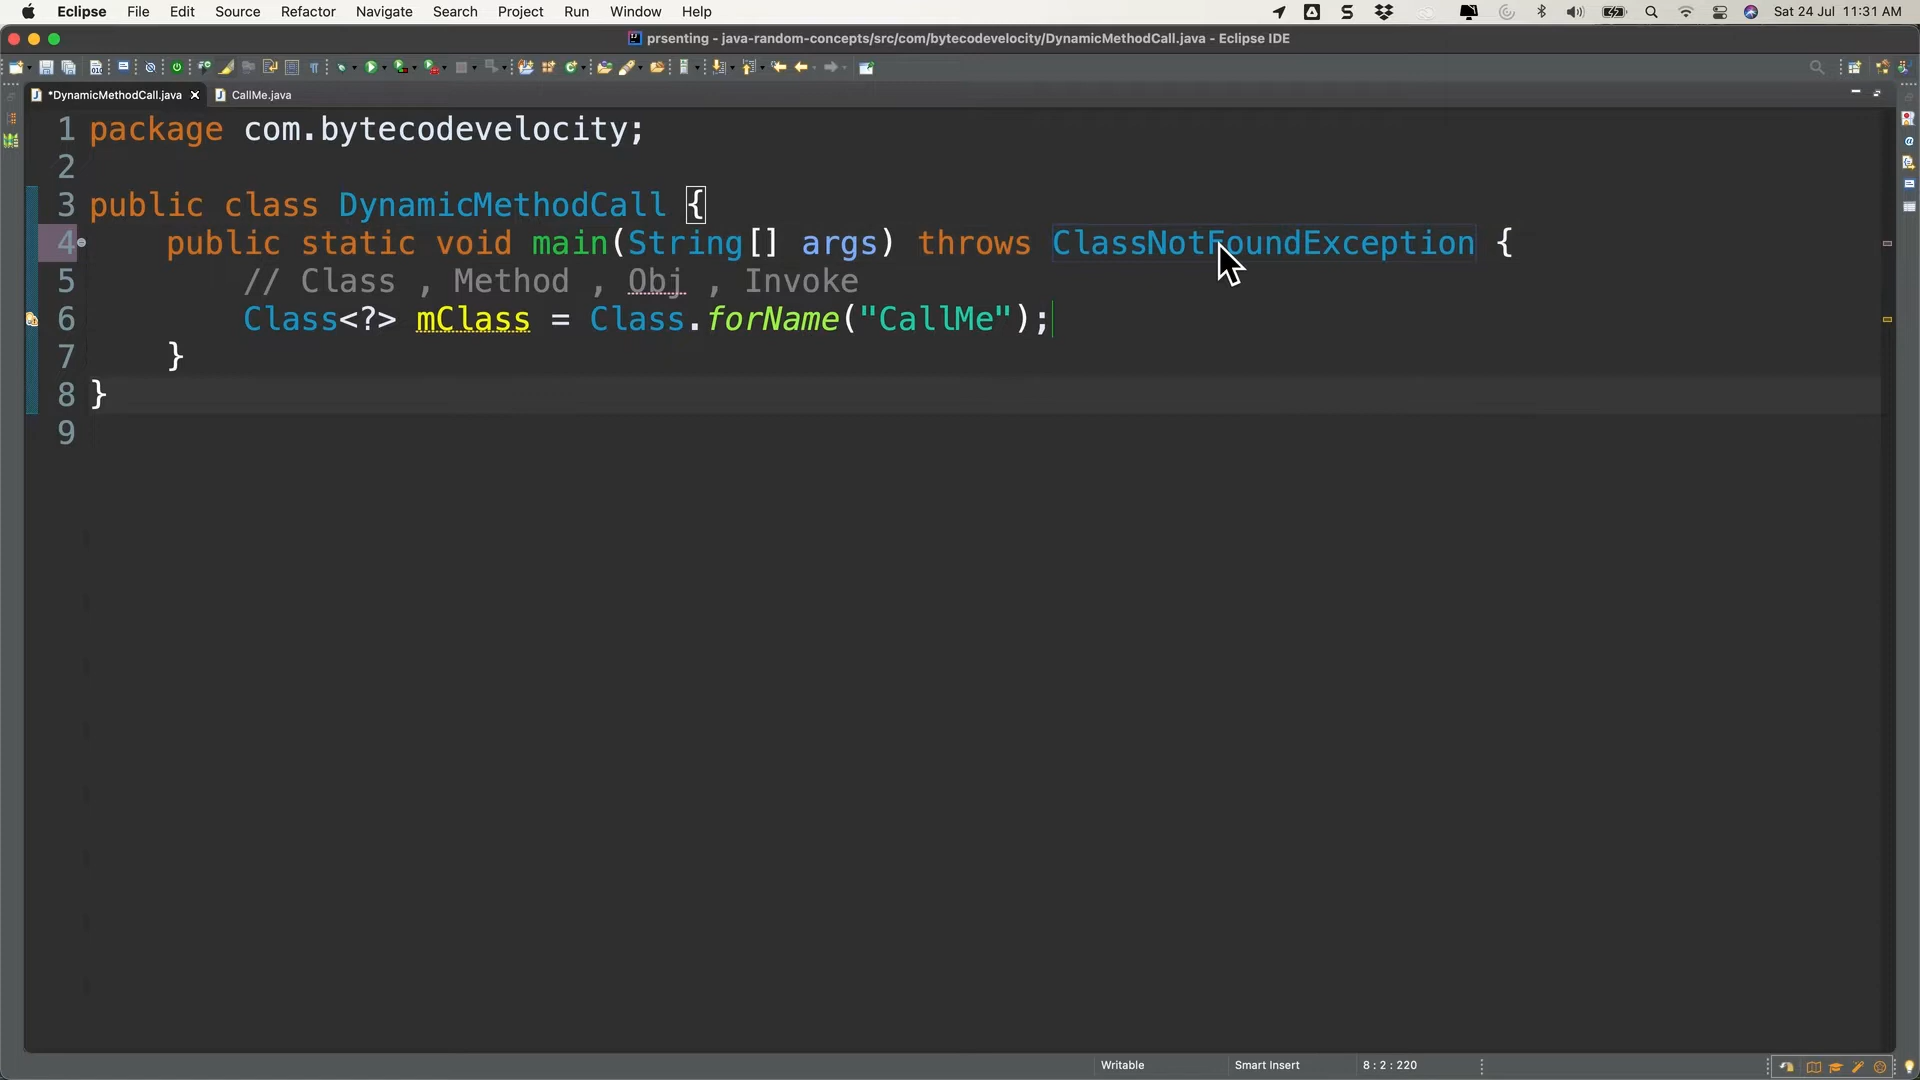 Eclipse File Edit Source Refactor Navigate Search Project Run Window Help Sat 24 Jul 11:31 AM
prsenting - java-random-concepts/src/com/bytecodevelocity/DynamicMethodCall.java - Eclipse IDE
*DynamicMethodCall.java CallMe.java
1 package com.bytecodevelocity;
2
3 public class DynamicMethodCall {
4 public static void main(String[] args) throws ClassNotFoundException {
5 // Class , Method , Obj , Invoke
6 Class<?> mClass = Class.forName("CallMe");
7 }
8 }
9
Writable Smart Insert 8 : 2 : 220